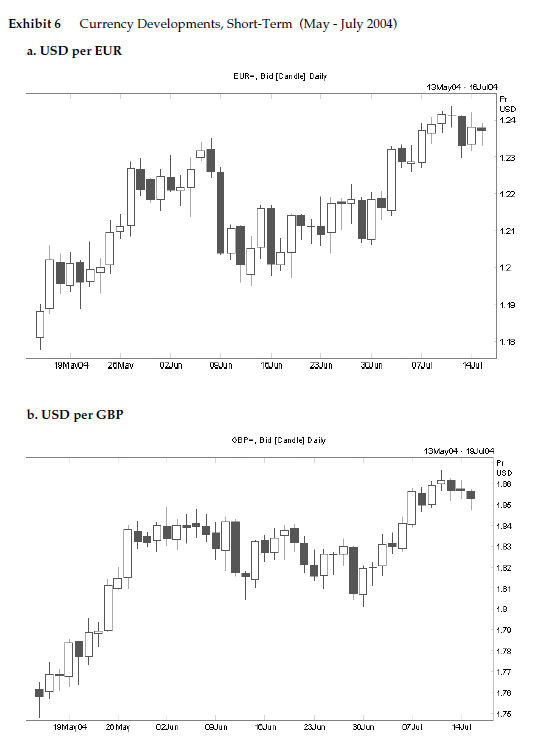 Exhibit 6 Currency Developments, Short-Term (May - July 2004)
a. USD per EUR
EUR=, Bid [Candle] Daily
13May04 - 16Jul04
Pr
USD
1.24
1.23
1.22
1.21
1.2
1.19
1.18
19May04 26May 02Jun 09Jun 16Jun 23Jun 30Jun 07Jul 14Jul
b. USD per GBP
GBP=, Bid [Candle] Daily
13May04 - 19Jul04
Pr
USD
1.86
1.85
1.84
1.83
1.82
1.81
1.8
1.79
1.78
1.77
1.76
1.75
19May04 26May 02Jun 09Jun 16Jun 23Jun 30Jun 07Jul 14Jul